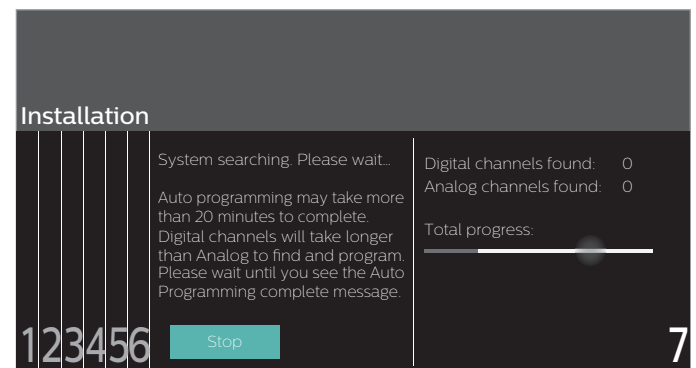 Installation
System searching. Please wait...
Auto programming may take more
than 20 minutes to complete.
Digital channels will take longer
than Analog to find and program.
Please wait until you see the Auto
Programming complete message.
Stop
Digital channels found: 0
Analog channels found: 0
Total progress:
123456
7